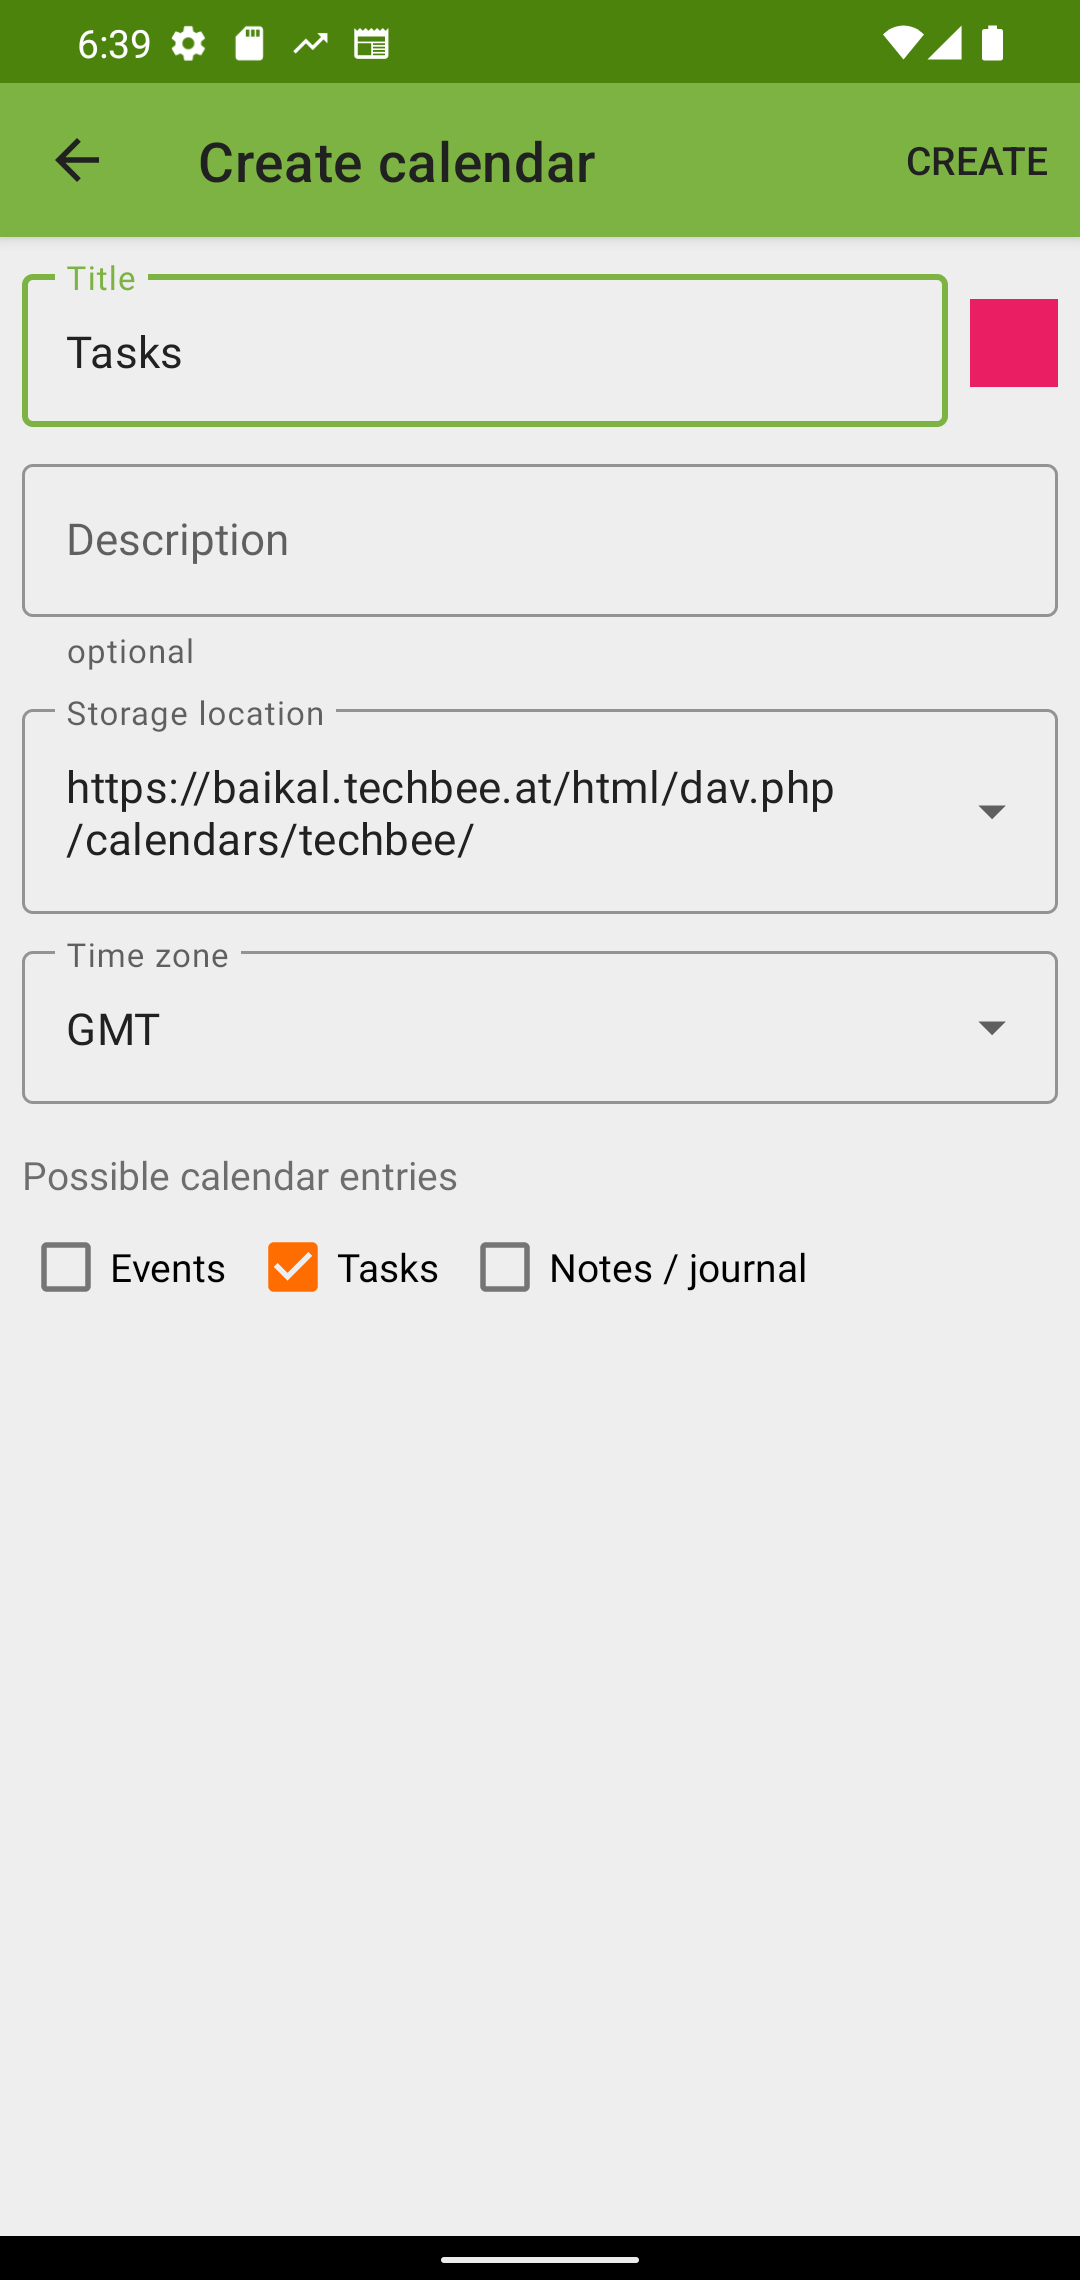 6:39
Create calendar
CREATE
Title
Tasks
Description
optional
Storage location
https://baikal.techbee.at/html/dav.php
/calendars/techbee/
Time zone
GMT
Possible calendar entries
Events Tasks Notes / journal